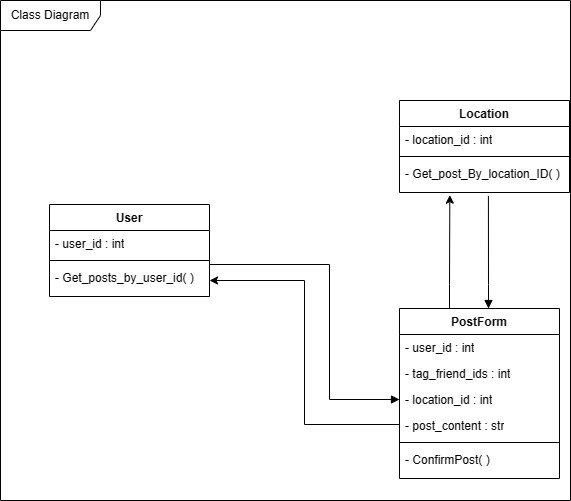 Class Diagram
Location
- location_id : int
- Get_post_By_location_ID( )
User
- user_id : int
- Get_posts_by_user_id( )
PostForm
- user_id : int
- tag_friend_ids : int
- location_id : int
- post_content : str
- ConfirmPost( )